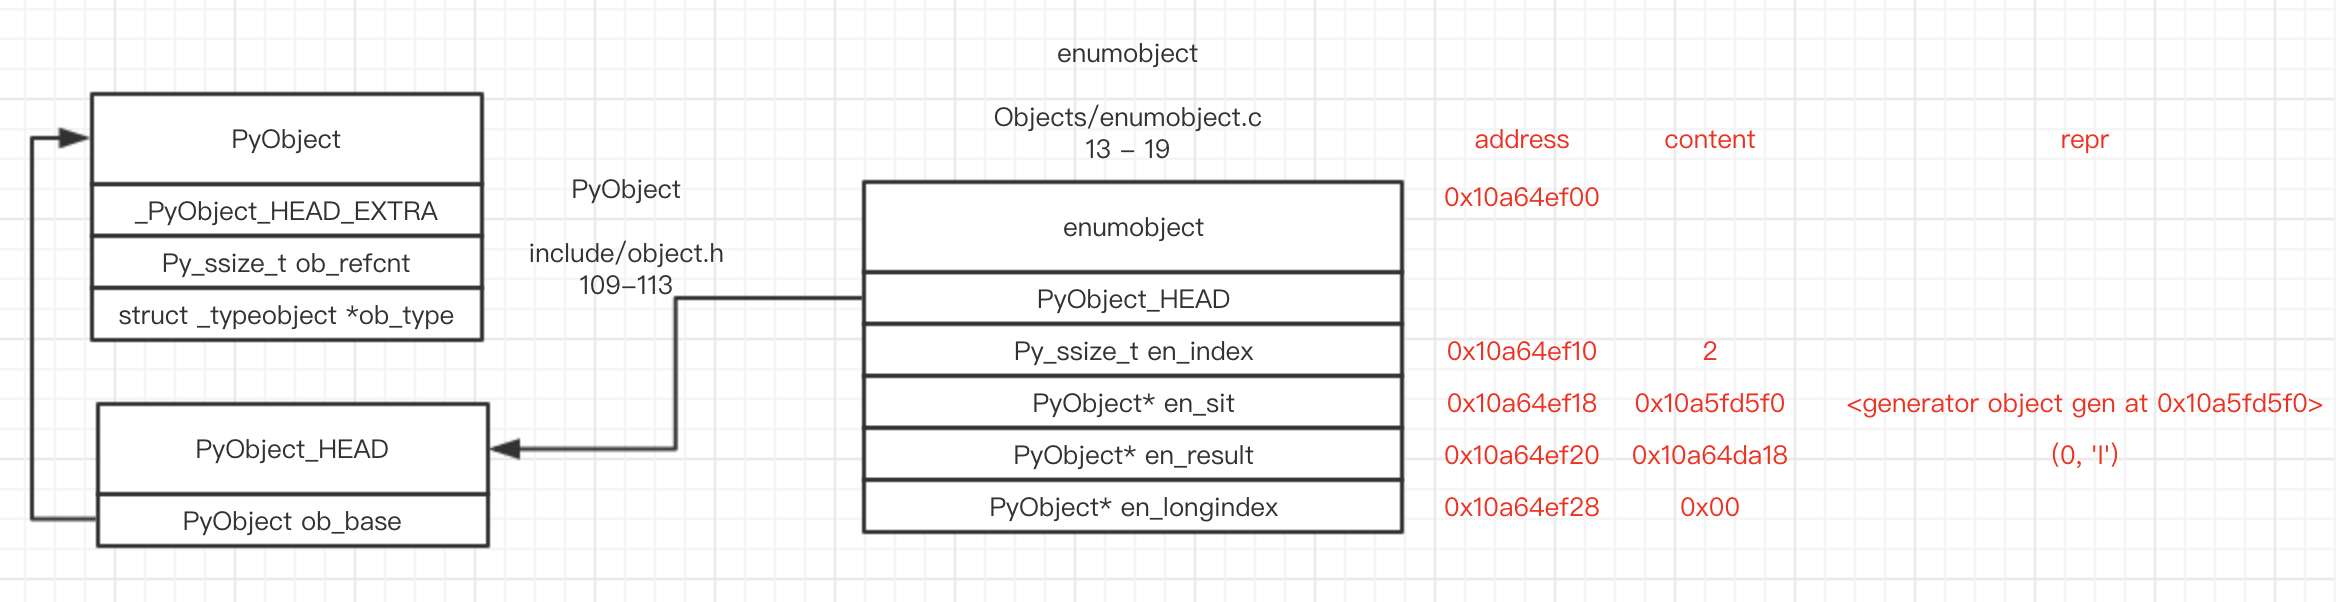 PyObject
_PyObject_HEAD_EXTRA
Py_ssize_t ob_refcnt
struct _typeobject *ob_type
PyObject_HEAD
PyObject ob_base
PyObject
include/object.h
109-113
enumobject
Objects/enumobject.c
13 - 19
enumobject
PyObject_HEAD
Py_ssize_t en_index
PyObject* en_sit
PyObject* en_result
PyObject* en_longindex
address content repr
0x10a64ef00
0x10a64ef10 2
0x10a64ef18 0x10a5fd5f0 <generator object gen at 0x10a5fd5f0>
0x10a64ef20 0x10a64da18 (0, 'I')
0x10a64ef28 0x00